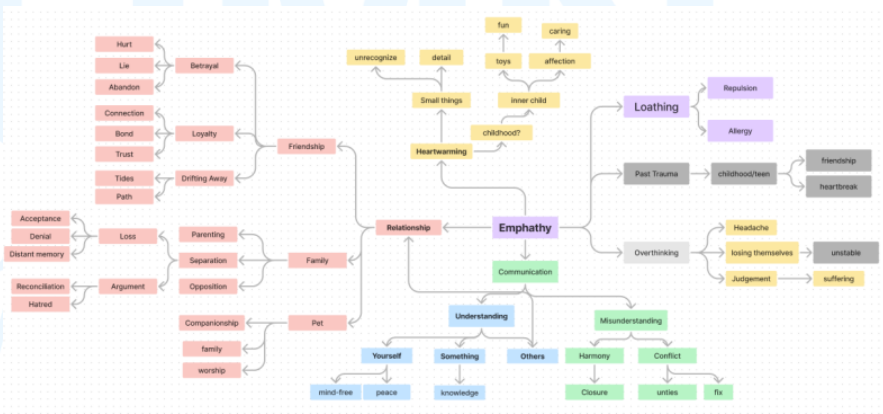 fun
caring
Hurt
unrecognize
detail
toys
affection
Betrayal
Lie
Abandon
Small things
inner child
Loathing
Repulsion
Allergy
Connection
Loyalty
Bond
Trust
childhood?
Heartwarming
Friendship
Tides
Drifting Away
Path
Past Trauma
childhood/teen
friendship
heartbreak
Acceptance
Loss
Denial
Distant memory
Relationship
Emphathy
Parenting
Separation
Family
Opposition
Argument
Reconciliation
Hatred
Headache
Overthinking
losing themselves
unstable
Judgement
suffering
Communication
Companionship
Pet
family
worship
Understanding
Misunderstanding
Yourself
Something
Others
Harmony
Conflict
mind-free
peace
knowledge
Closure
unties
fix